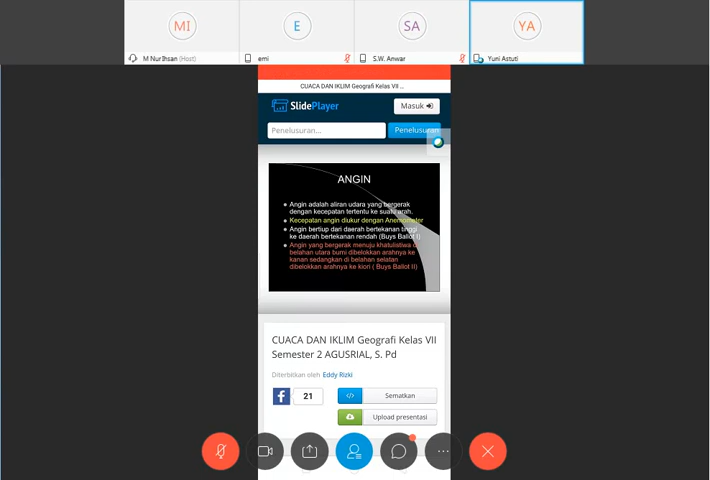 MI
E
SA
YA
M Nur Ihsan (Host)
emi
S.W. Anwar
Yuni Astuti
CUACA DAN IKLIM Geografi Kelas VII ...
SlidePlayer
Masuk
Penelusuran...
Penelusuran
ANGIN
Angin adalah aliran udara yang bergerak
dengan kecepatan tertentu ke suatu arah.
Kecepatan angin diukur dengan Anemometer
Angin bertiup dari daerah bertekanan tinggi
ke daerah bertekanan rendah (Buys Ballot I)
Angin yang bergerak menuju khatulistiwa di
belahan utara bumi dibelokkan arahnya ke
kanan sedangkan di belahan selatan
dibelokkan arahnya ke kiori ( Buys Ballot II)
CUACA DAN IKLIM Geografi Kelas VII
Semester 2 AGUSRIAL, S. Pd
Diterbitkan oleh Eddy Rizki
21
Sematkan
Upload presentasi